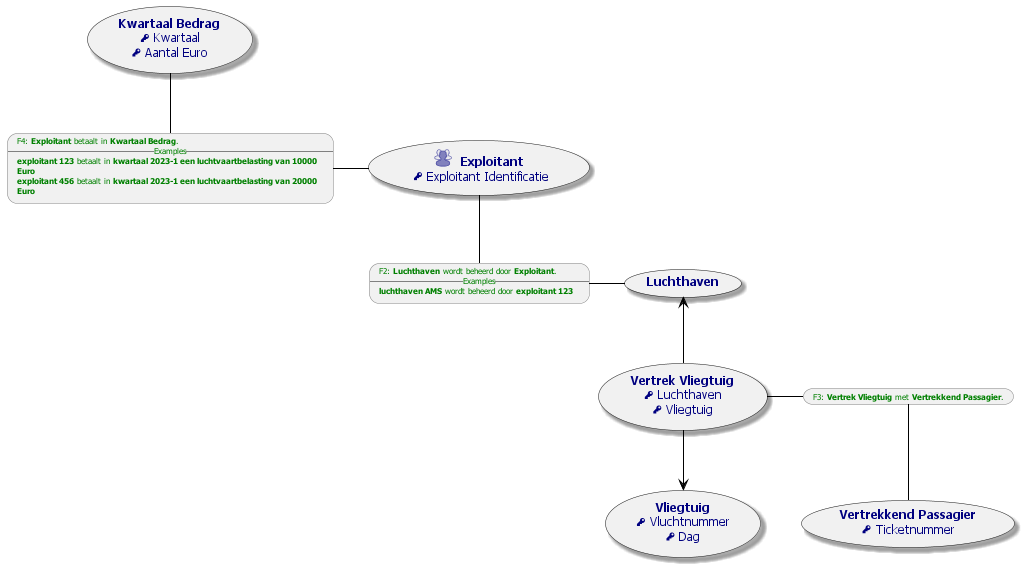 Kwartaal Bedrag
Kwartaal
Aantal Euro
F4: Exploitant betaalt in Kwartaal Bedrag.
Examples
exploitant 123 betaalt in kwartaal 2023-1 een luchtvaartbelasting van 10000
Euro
exploitant 456 betaalt in kwartaal 2023-1 een luchtvaartbelasting van 20000
Euro
Exploitant
Exploitant Identificatie
F2: Luchthaven wordt beheerd door Exploitant.
Examples
luchthaven AMS wordt beheerd door exploitant 123
Luchthaven
Vertrek Vliegtuig
Luchthaven
Vliegtuig
F3: Vertrek Vliegtuig met Vertrekkend Passagier.
Vliegtuig
Vluchtnummer
Dag
Vertrekkend Passagier
Ticketnummer